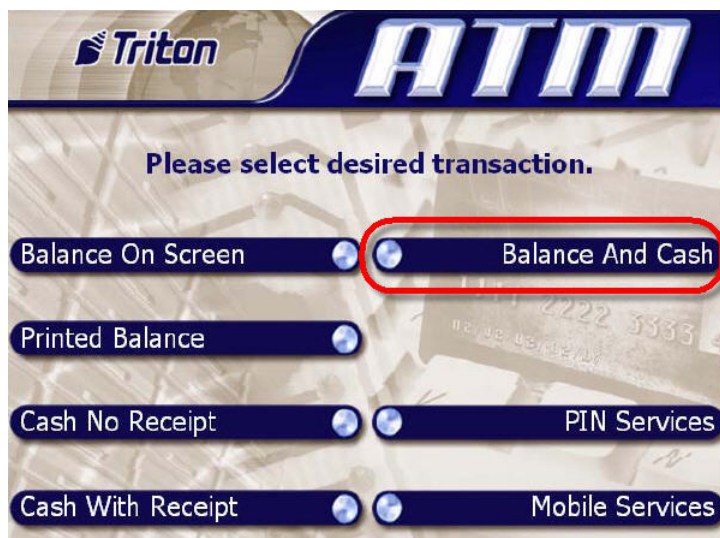 Triton
ATM
Please select desired transaction.
Balance On Screen
Balance And Cash
Printed Balance
Cash No Receipt
PIN Services
Cash With Receipt
Mobile Services